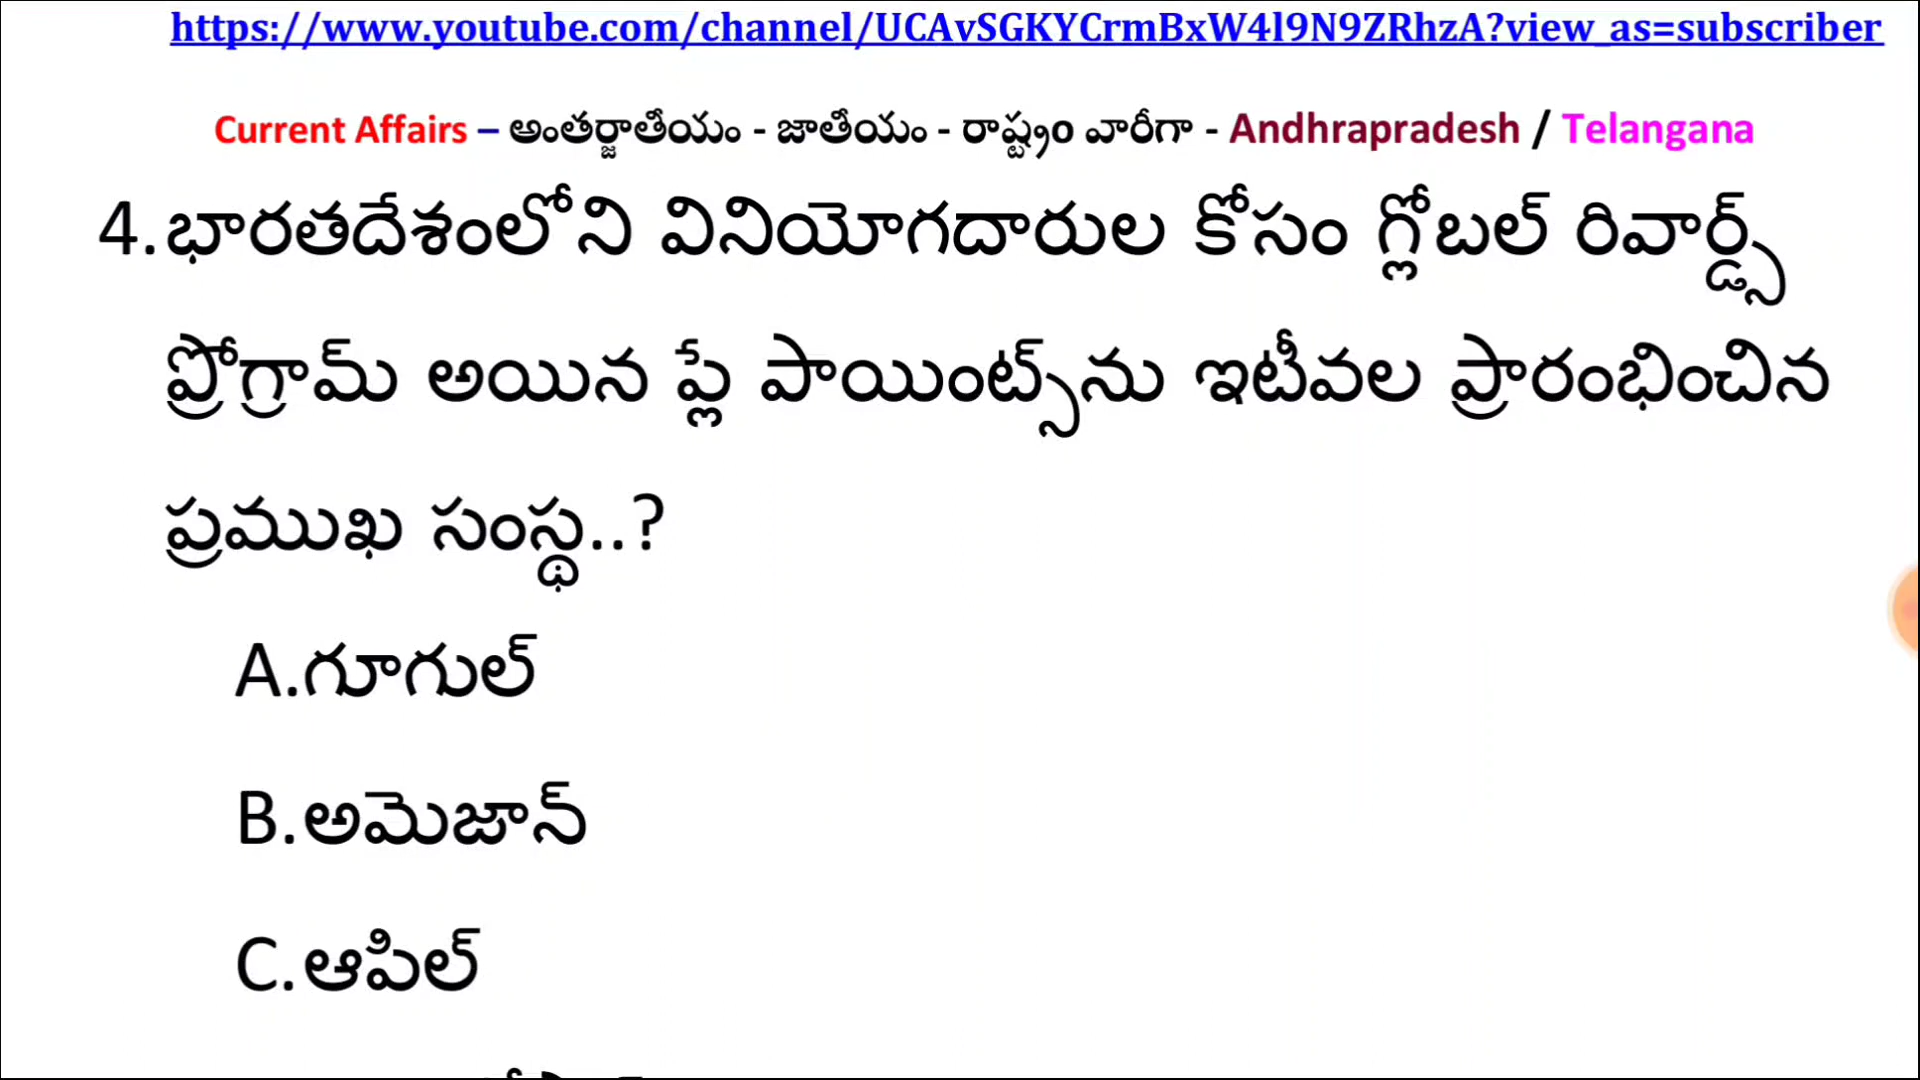 https://www.youtube.com/channel/UCAvSGKYCrmBxW4l9N9ZRhzA?view_as=subscriber
Current Affairs – అంతర్జాతీయం - జాతీయం - రాష్ట్రం వారీగా - Andhrapradesh / Telangana
4.భారతదేశంలోని వినియోగదారుల కోసం గ్లోబల్ రివార్డ్స్
ప్రోగ్రామ్ అయిన ప్లే పాయింట్స్‌ను ఇటీవల ప్రారంభించిన
ప్రముఖ సంస్థ..?
A.గూగుల్
B.అమెజాన్
C.ఆపిల్